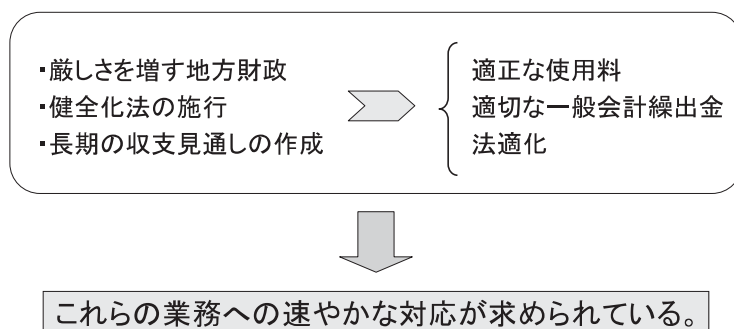 ・厳しさを増す地方財政
・健全化法の施行
・長期の収支見通しの作成
適正な使用料
適切な一般会計繰出金
法適化
これらの業務への速やかな対応が求められている。